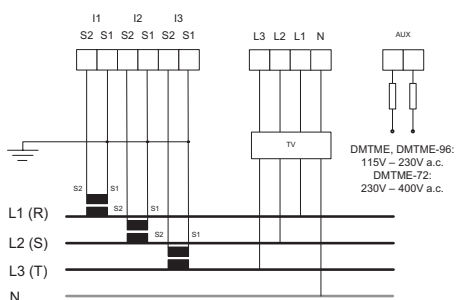 I1 I2 I3
S2 S1 S2 S1 S2 S1
L3 L2 L1 N
AUX
TV
DMTME, DMTME-96:
115V – 230V a.c.
DMTME-72:
230V – 400V a.c.
S2 S1
L1 (R)
S2 S1
L2 (S)
S2 S1
L3 (T)
N